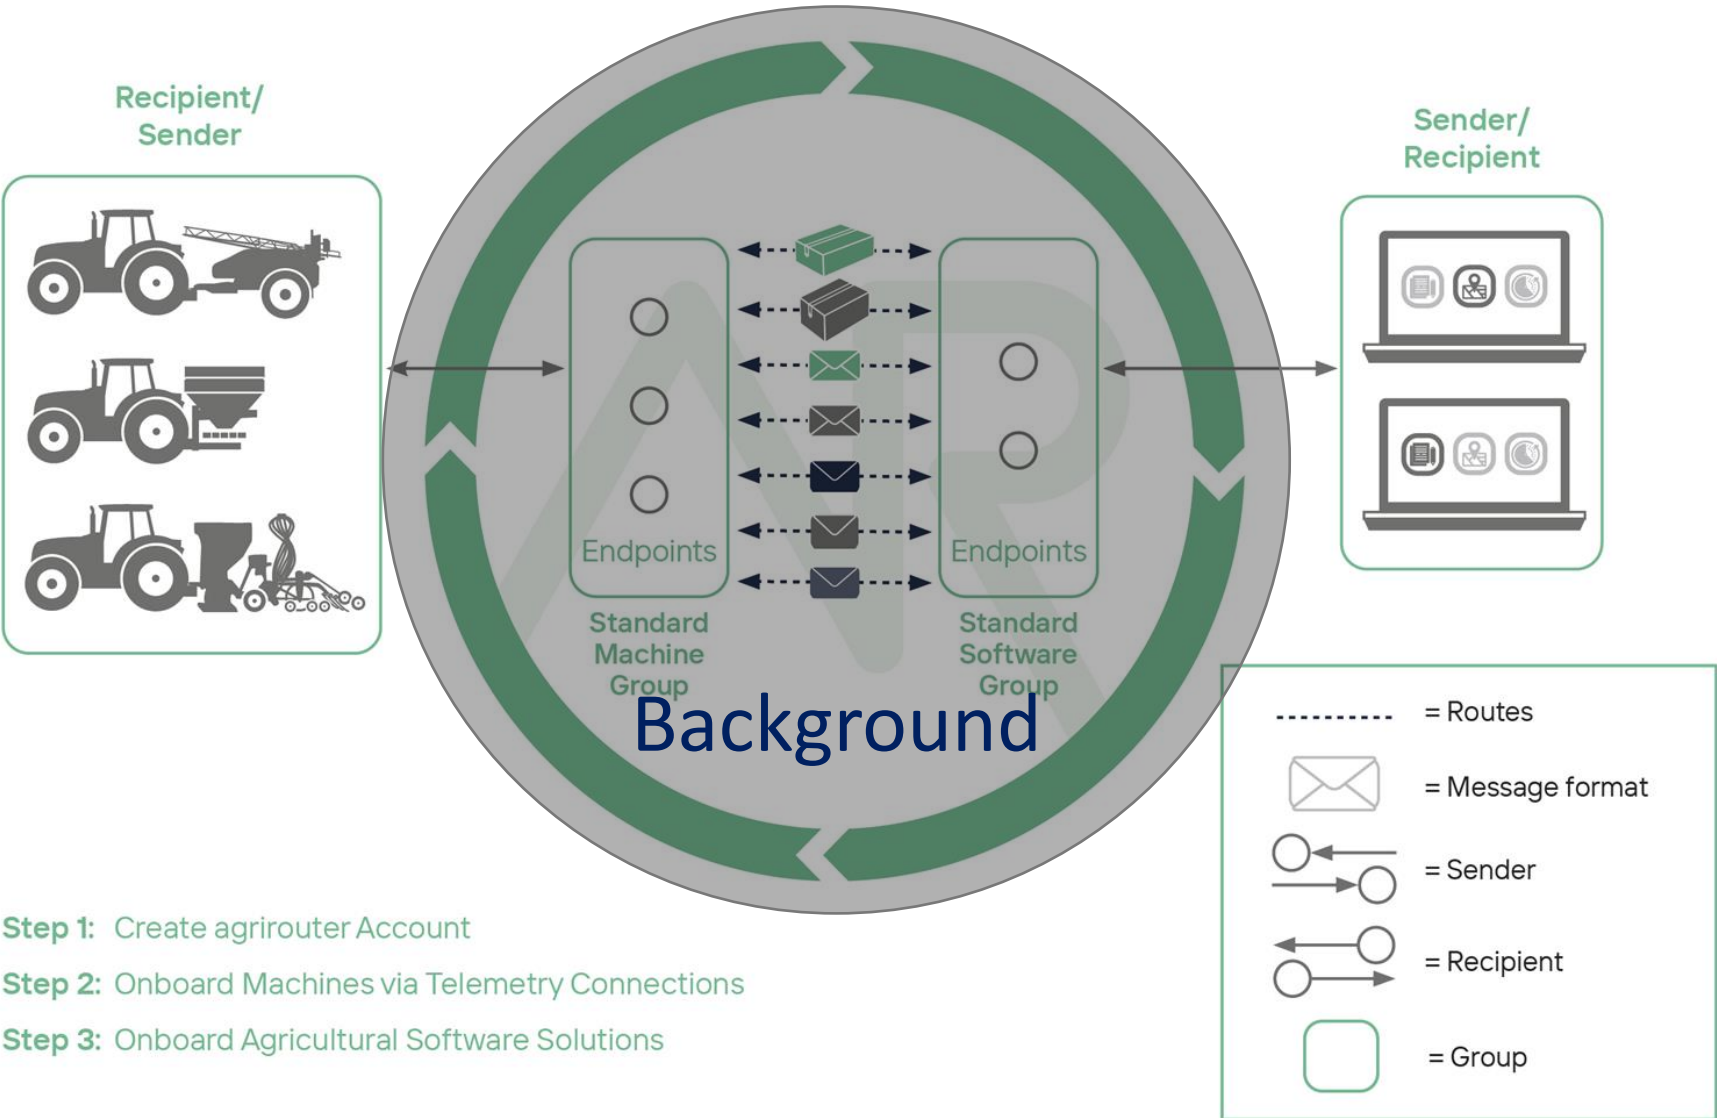 Recipient/
Sender
Sender/
Recipient
Endpoints
Endpoints
Standard
Machine
Group
Standard
Software
Group
Background
= Routes
= Message format
= Sender
= Recipient
= Group
Step 1: Create agrirouter Account
Step 2: Onboard Machines via Telemetry Connections
Step 3: Onboard Agricultural Software Solutions